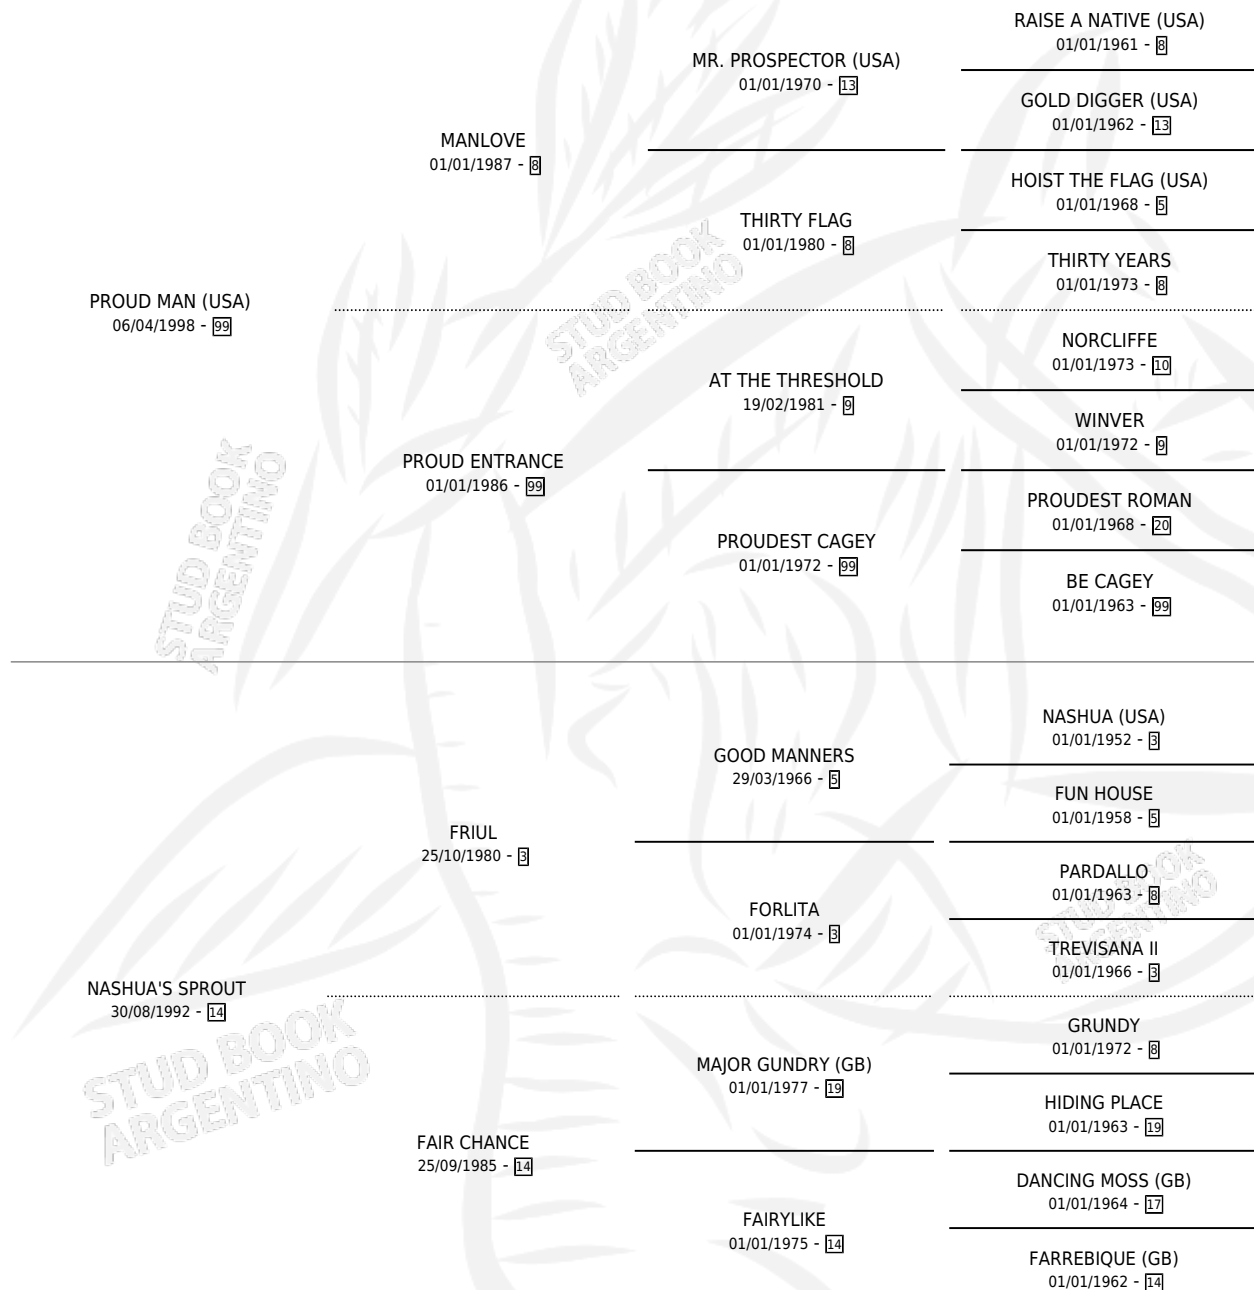 RAISE A NATIVE (USA)
01/01/1961 - 8
MR. PROSPECTOR (USA)
01/01/1970 - 13
GOLD DIGGER (USA)
01/01/1962 - 13
MANLOVE
01/01/1987 - 8
HOIST THE FLAG (USA)
01/01/1968 - 5
THIRTY FLAG
01/01/1980 - 8
THIRTY YEARS
01/01/1973 - 8
PROUD MAN (USA)
06/04/1998 - 99
NORCLIFFE
01/01/1973 - 10
AT THE THRESHOLD
19/02/1981 - 9
WINVER
01/01/1972 - 9
PROUD ENTRANCE
01/01/1986 - 99
PROUDEST ROMAN
01/01/1968 - 20
PROUDEST CAGEY
01/01/1972 - 99
BE CAGEY
01/01/1963 - 99
STUD BOOK
ARGENTINO
STUD BOOK
ARGENTINO
NASHUA (USA)
01/01/1952 - 3
GOOD MANNERS
29/03/1966 - 5
FUN HOUSE
01/01/1958 - 5
FRIUL
25/10/1980 - 3
PARDALLO
01/01/1963 - 8
FORLITA
01/01/1974 - 3
TREVISANA II
01/01/1966 - 3
NASHUA'S SPROUT
30/08/1992 - 14
GRUNDY
01/01/1972 - 8
MAJOR GUNDRY (GB)
01/01/1977 - 19
HIDING PLACE
01/01/1963 - 19
FAIR CHANCE
25/09/1985 - 14
DANCING MOSS (GB)
01/01/1964 - 17
FAIRYLIKE
01/01/1975 - 14
FARREBIQUE (GB)
01/01/1962 - 14
STUD BOOK
ARGENTINO
STUD BOOK
ARGENTINO